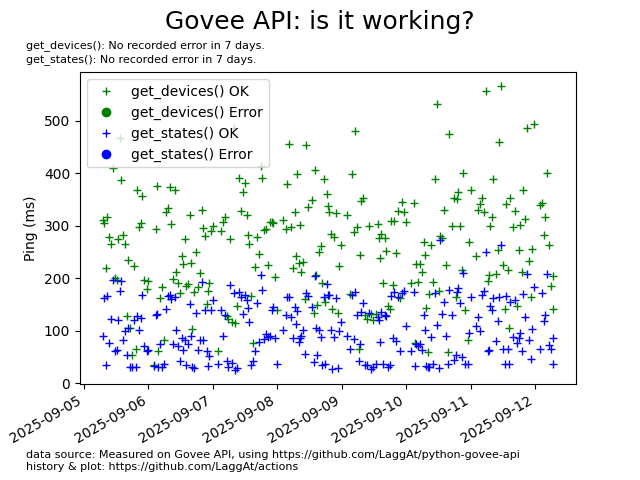 Govee API: is it working?
get_devices(): No recorded error in 7 days.
get_states(): No recorded error in 7 days.
get_devices() OK
get_devices() Error
get_states() OK
get_states() Error
Ping (ms)
500
400
300
200
100
0
2025-09-05
2025-09-06
2025-09-07
2025-09-08
2025-09-09
2025-09-10
2025-09-11
2025-09-12
data source: Measured on Govee API, using https://github.com/LaggAt/python-govee-api
history & plot: https://github.com/LaggAt/actions